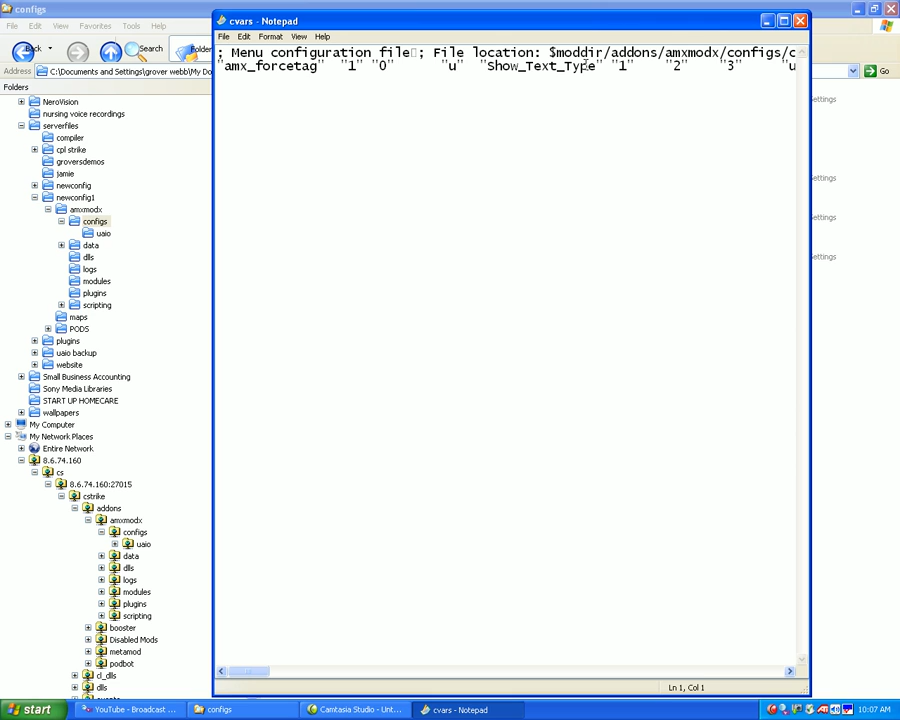 configs
File Edit View Favorites Tools Help
Back Search Folders
Address C:\Documents and Settings\grover webb\My Do
Go
Folders
NeroVision
nursing voice recordings
serverfiles
compiler
cpl strike
groversdemos
jamie
newconfig
newconfig1
amxmodx
configs
uaio
data
dlls
logs
modules
plugins
scripting
maps
PODS
plugins
uaio backup
website
Small Business Accounting
Sony Media Libraries
START UP HOMECARE
wallpapers
My Computer
My Network Places
Entire Network
8.6.74.160
cs
8.6.74.160:27015
cstrike
addons
amxmodx
configs
uaio
data
dlls
logs
modules
plugins
scripting
booster
Disabled Mods
metamod
podbot
cl_dlls
dlls
cvars - Notepad
File Edit Format View Help
; Menu configuration file▯; File location: $moddir/addons/amxmodx/configs/c
"amx_forcetag" "1" "0" "u" "Show_Text_Type" "1" "2" "3" "u
Ln 1, Col 1
ettings
ettings
ettings
ettings
start YouTube - Broadcast ... configs Camtasia Studio - Unt... cvars - Notepad 10:07 AM